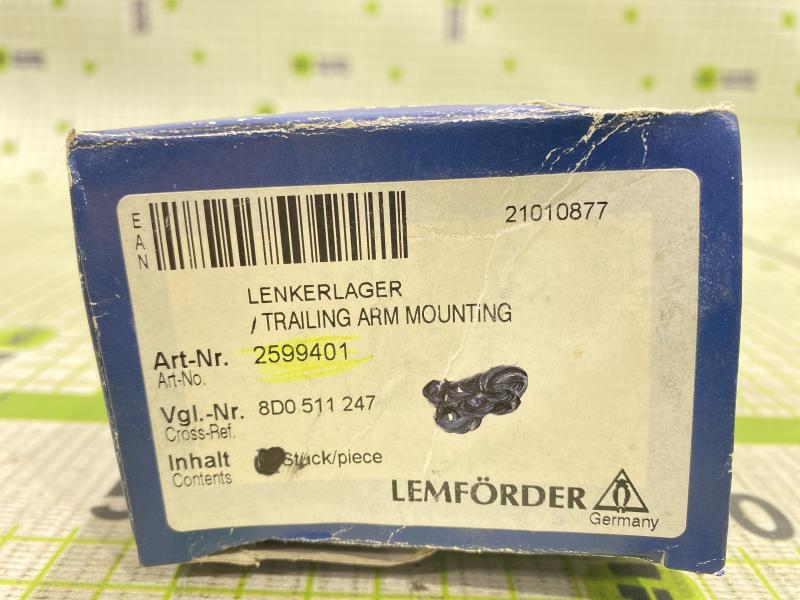 EAN
21010877
LENKERLAGER
/ TRAILING ARM MOUNTING
Art-Nr. 2599401
Art-No.
Vgl.-Nr. 8D0 511 247
Cross-Ref.
Inhalt Stuck/piece
Contents
LEMFÖRDER
Germany